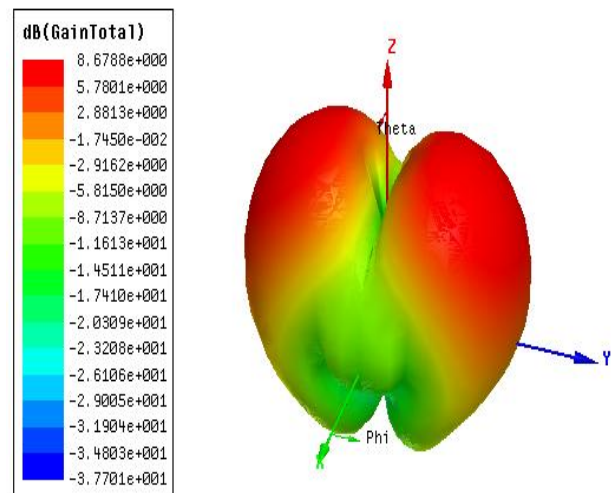 dB(GainTotal)
8.6788e+000
5.7801e+000
2.8813e+000
-1.7450e-002
-2.9162e+000
-5.8150e+000
-8.7137e+000
-1.1613e+001
-1.4511e+001
-1.7410e+001
-2.0309e+001
-2.3208e+001
-2.6106e+001
-2.9005e+001
-3.1904e+001
-3.4803e+001
-3.7701e+001
Z
Theta
Y
X
Phi